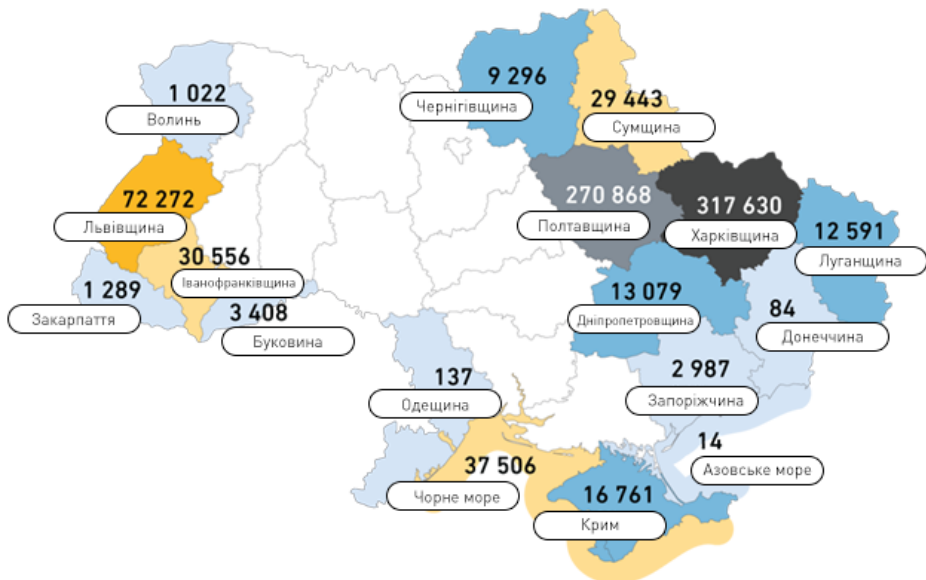 9 296
Чернігівщина
29 443
Сумщина
1 022
Волинь
72 272
Львівщина
270 868
Полтавщина
317 630
Харківщина
12 591
Луганщина
30 556
Іванофранківщина
1 289
Закарпаття
3 408
Буковина
13 079
Дніпропетровщина
84
Донеччина
137
Одещина
2 987
Запоріжчина
14
Азовське море
37 506
Чорне море
16 761
Крим